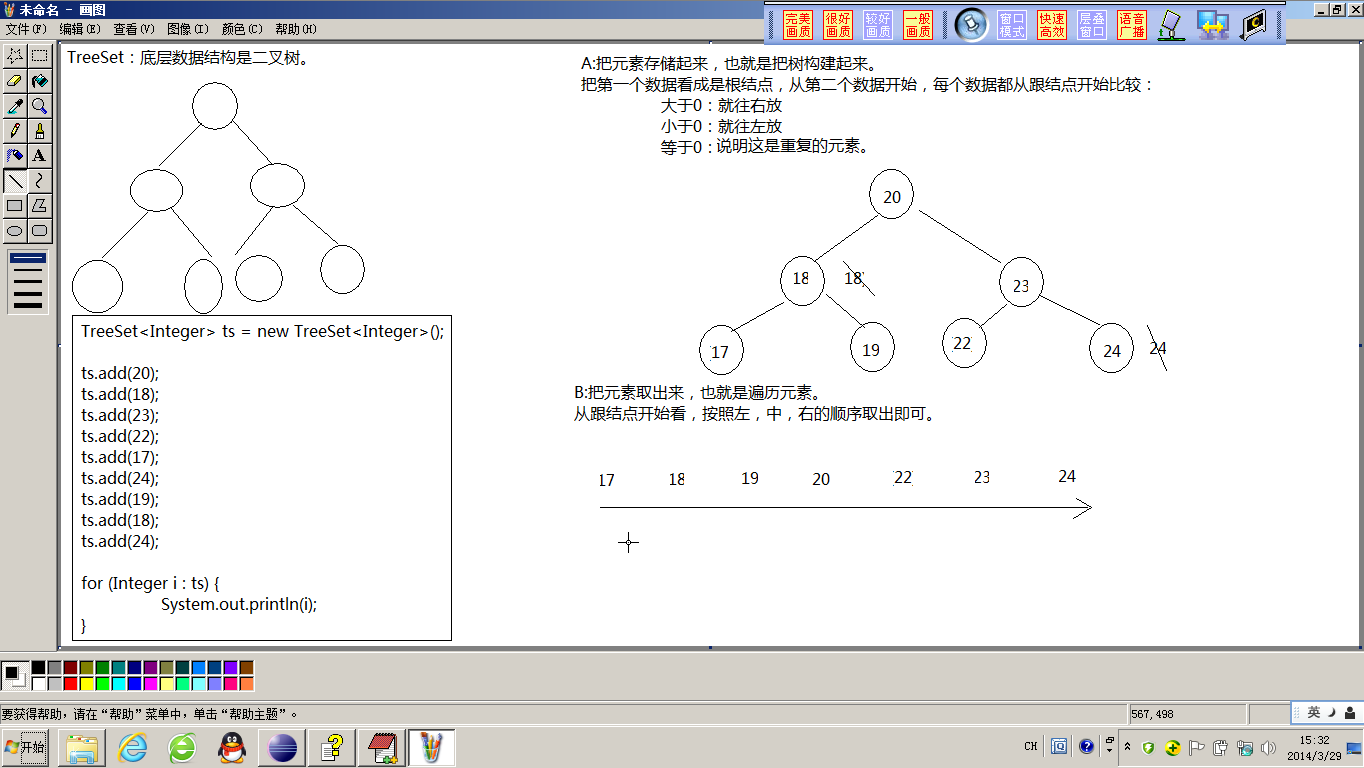 未命名 - 画图
文件(F) 编辑(E) 查看(V) 图像(I) 颜色(C) 帮助(H)
完美画质 很好画质 较好画质 一般画质 窗口模式 快速高效 层叠窗口 语音广播
TreeSet：底层数据结构是二叉树。
TreeSet<Integer> ts = new TreeSet<Integer>();
ts.add(20);
ts.add(18);
ts.add(23);
ts.add(22);
ts.add(17);
ts.add(24);
ts.add(19);
ts.add(18);
ts.add(24);
for (Integer i : ts) {
System.out.println(i);
}
A:把元素存储起来，也就是把树构建起来。
把第一个数据看成是根结点，从第二个数据开始，每个数据都从跟结点开始比较：
大于0：就往右放
小于0：就往左放
等于0：说明这是重复的元素。
20
18 18 23
17 19 22 24 24
B:把元素取出来，也就是遍历元素。
从跟结点开始看，按照左，中，右的顺序取出即可。
17 18 19 20 22 23 24
A
要获得帮助，请在“帮助”菜单中，单击“帮助主题”。
567,498
英
开始
CH
15:32
2014/3/29